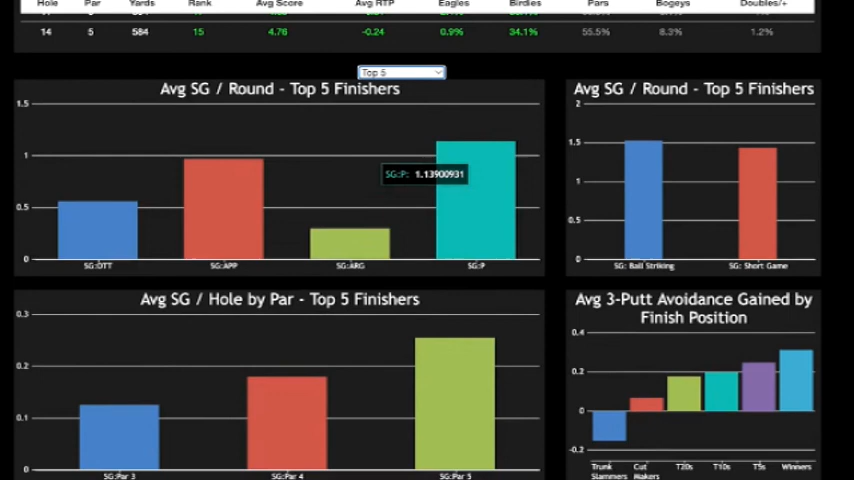 Hole Par Yards Rank Avg Score Avg RTP Eagles Birdies Pars Bogeys Doubles/+
14 5 584 15 4.76 -0.24 0.9% 34.1% 55.5% 8.3% 1.2%
Top 5
Avg SG / Round - Top 5 Finishers
1.5
1
0.5
0
SG:P: 1.13900931
SG:OTT SG:APP SG:ARG SG:P
Avg SG / Round - Top 5 Finishers
2
1.5
1
0.5
0
SG: Ball Striking SG: Short Game
Avg SG / Hole by Par - Top 5 Finishers
0.3
0.2
0.1
0
SG:Par 3 SG:Par 4 SG:Par 5
Avg 3-Putt Avoidance Gained by
Finish Position
0.4
0.2
0
-0.2
Trunk Cut T20s T10s T5s Winners
Slammers Makers